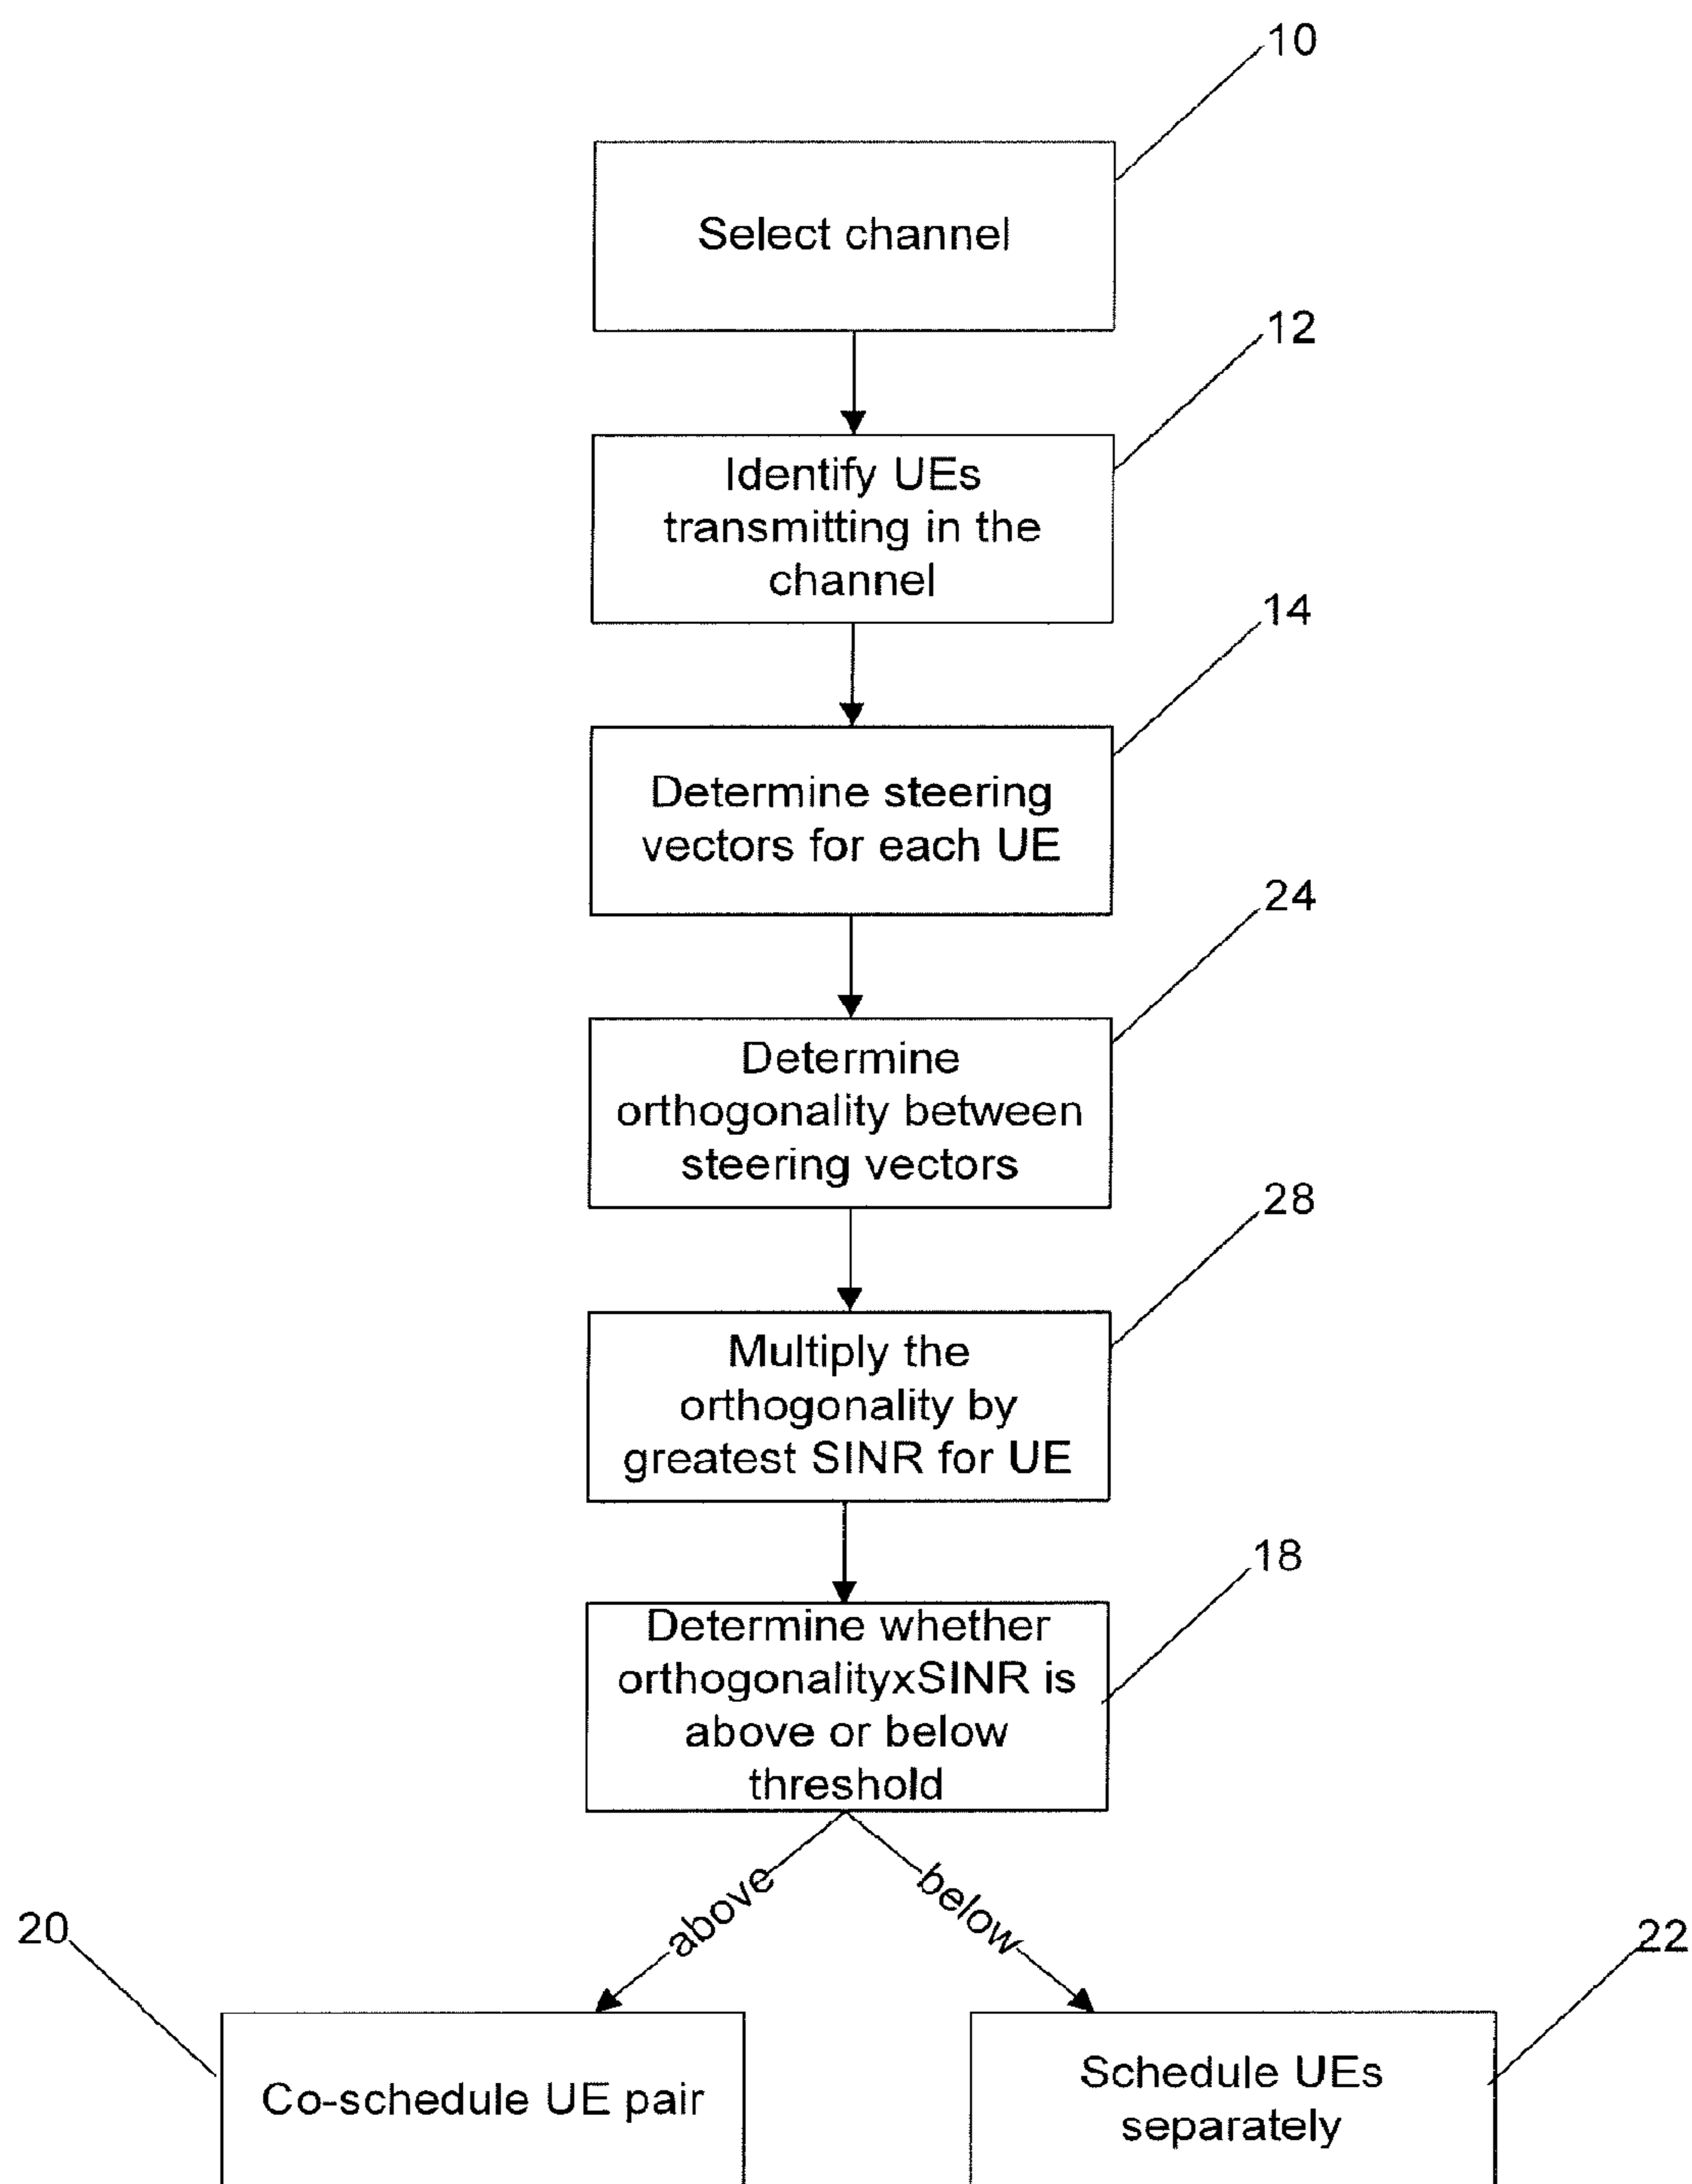 10
Select channel
12
Identify UEs
transmitting in the
channel
14
Determine steering
vectors for each UE
24
Determine
orthogonality between
steering vectors
28
Multiply the
orthogonality by
greatest SINR for UE
18
Determine whether
orthogonalityxSINR is
above or below
threshold
above
below
20
22
Co-schedule UE pair
Schedule UEs
separately